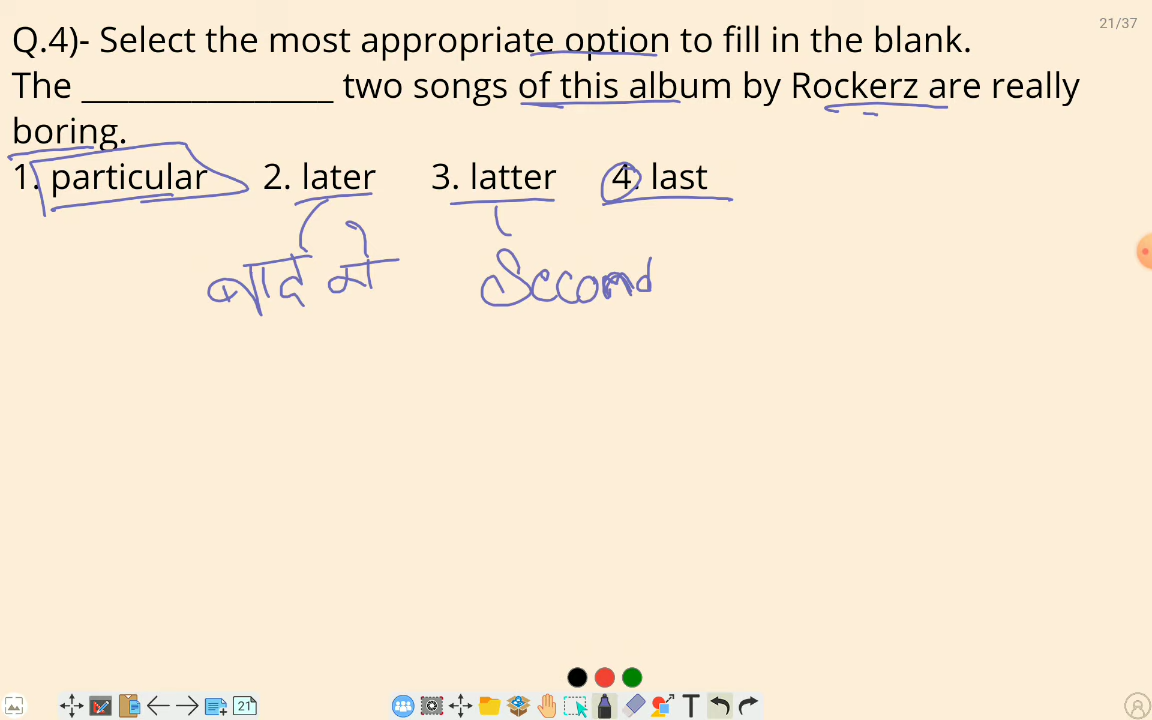 21/37
Q.4)- Select the most appropriate option to fill in the blank.
The ________________ two songs of this album by Rockerz are really
boring.
1. particular 2. later 3. latter 4. last
बाद में Second
21